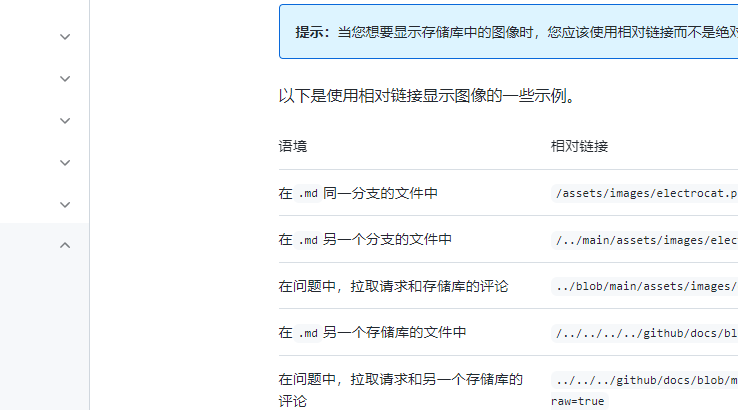 提示：当您想要显示存储库中的图像时，您应该使用相对链接而不是绝对
以下是使用相对链接显示图像的一些示例。
语境 相对链接
在 .md 同一分支的文件中 /assets/images/electrocat.p
在 .md 另一个分支的文件中 /../main/assets/images/elec
在问题中，拉取请求和存储库的评论 ../blob/main/assets/images/
在 .md 另一个存储库的文件中 /../../../../github/docs/bl
在问题中，拉取请求和另一个存储库的 ../../../github/docs/blob/m
评论 raw=true